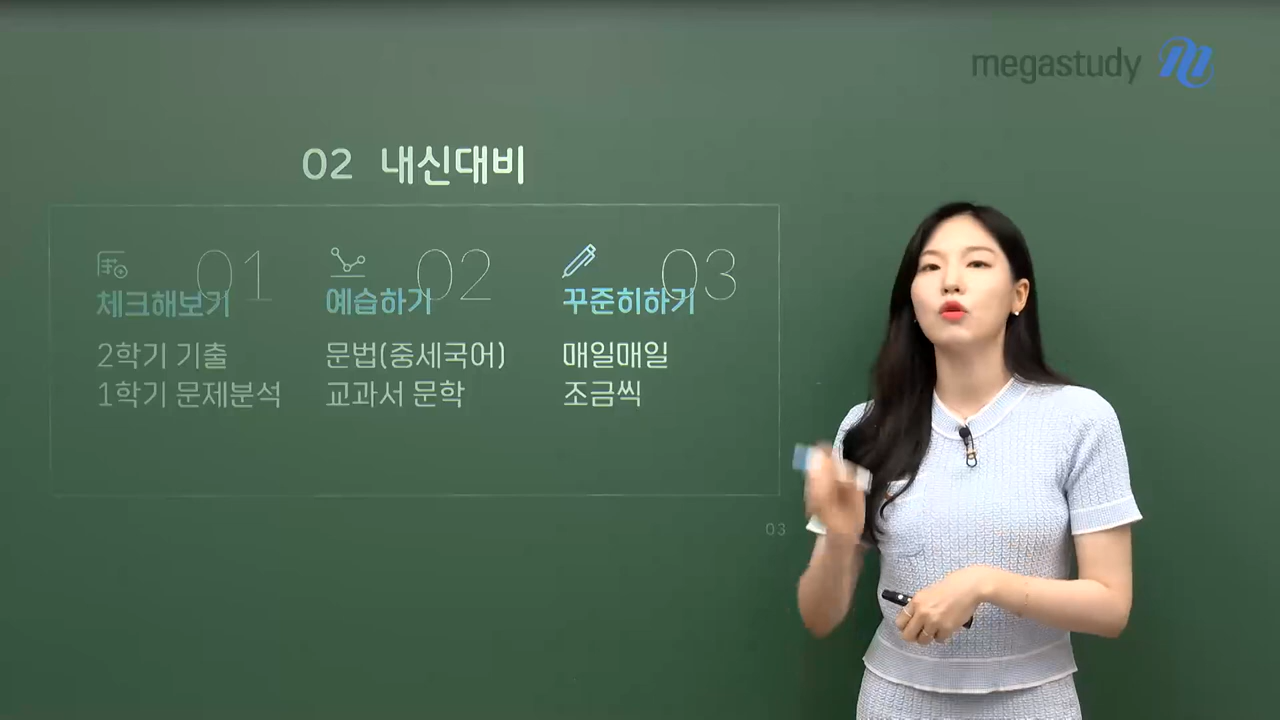 megastudy
02 내신대비
01
체크해보기
2학기 기출
1학기 문제분석
02
예습하기
문법(중세국어)
교과서 문학
03
꾸준히하기
매일매일
조금씩
03